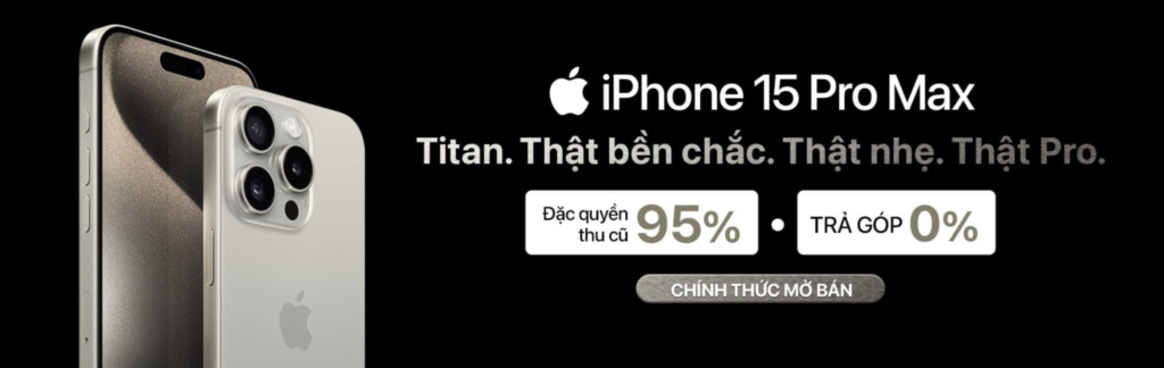 iPhone 15 Pro Max
Titan. Thật bền chắc. Thật nhẹ. Thật Pro.
Đặc quyền
thu cũ
95%
TRẢ GÓP 0%
CHÍNH THỨC MỞ BÁN